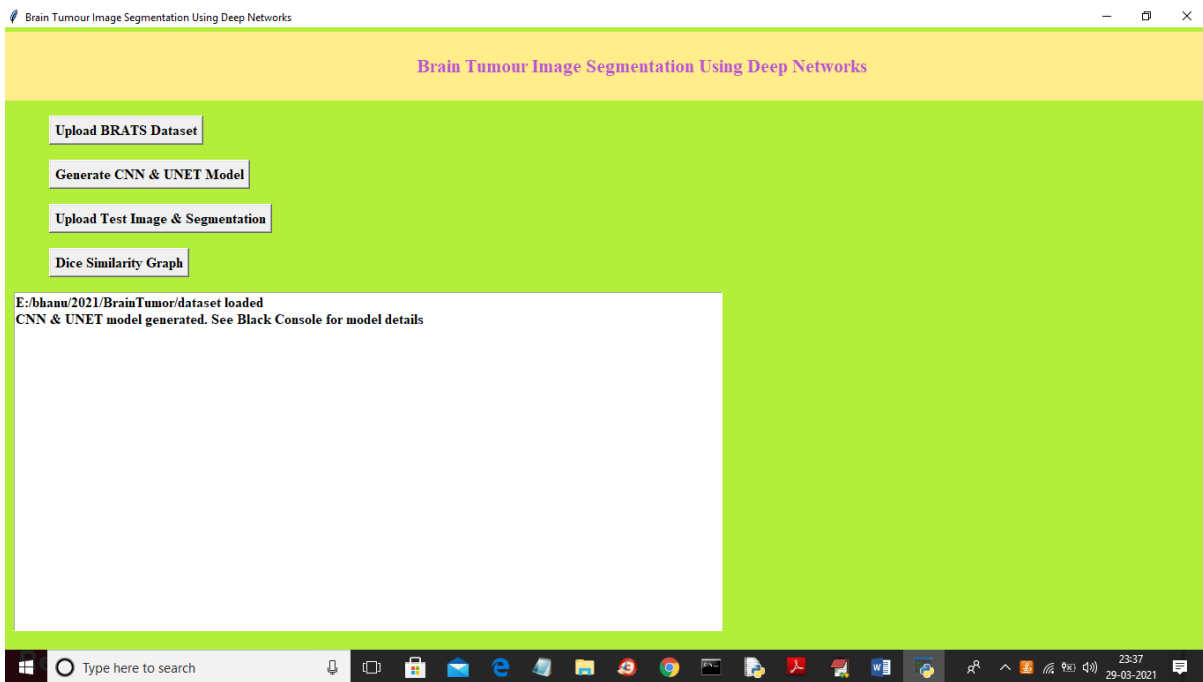 Brain Tumour Image Segmentation Using Deep Networks
Brain Tumour Image Segmentation Using Deep Networks
Upload BRATS Dataset
Generate CNN & UNET Model
Upload Test Image & Segmentation
Dice Similarity Graph
E:/bhanu/2021/BrainTumor/dataset loaded
CNN & UNET model generated. See Black Console for model details
Type here to search
23:37
29-03-2021